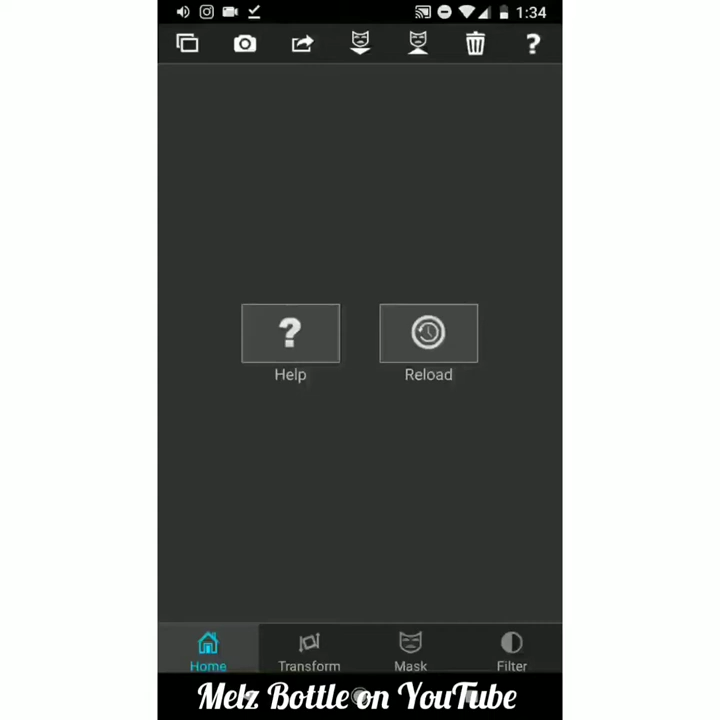 1:34
?
?
Help
Reload
Home
Transform
Mask
Filter
Melz Bottle on YouTube